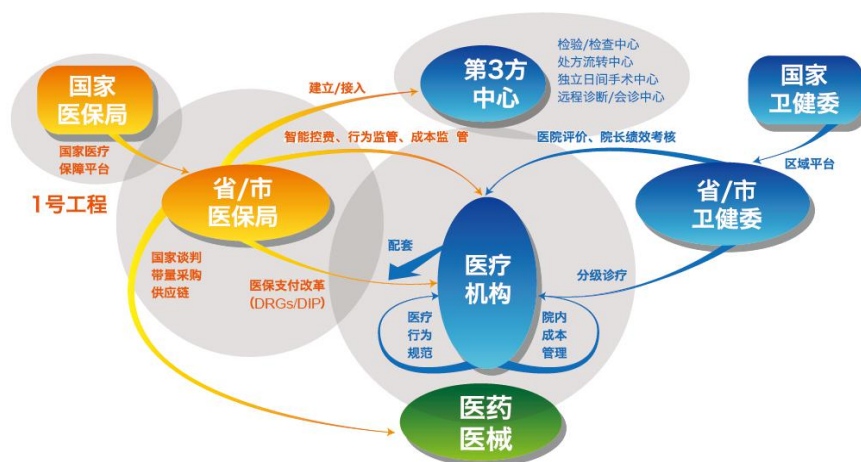 国家
医保局
国家医疗
保障平台
1号工程
建立/接入
第3方
中心
检验/检查中心
处方流转中心
独立日间手术中心
远程诊断/会诊中心
国家
卫健委
智能控费、行为监管、成本监 管
医院评价、院长绩效考核
区域平台
省/市
医保局
省/市
卫健委
国家谈判
带量采购
供应链
医保支付改革
(DRGs/DIP)
配套
医疗
机构
分级诊疗
医疗
行为
规范
院内
成本
管理
医药
医械